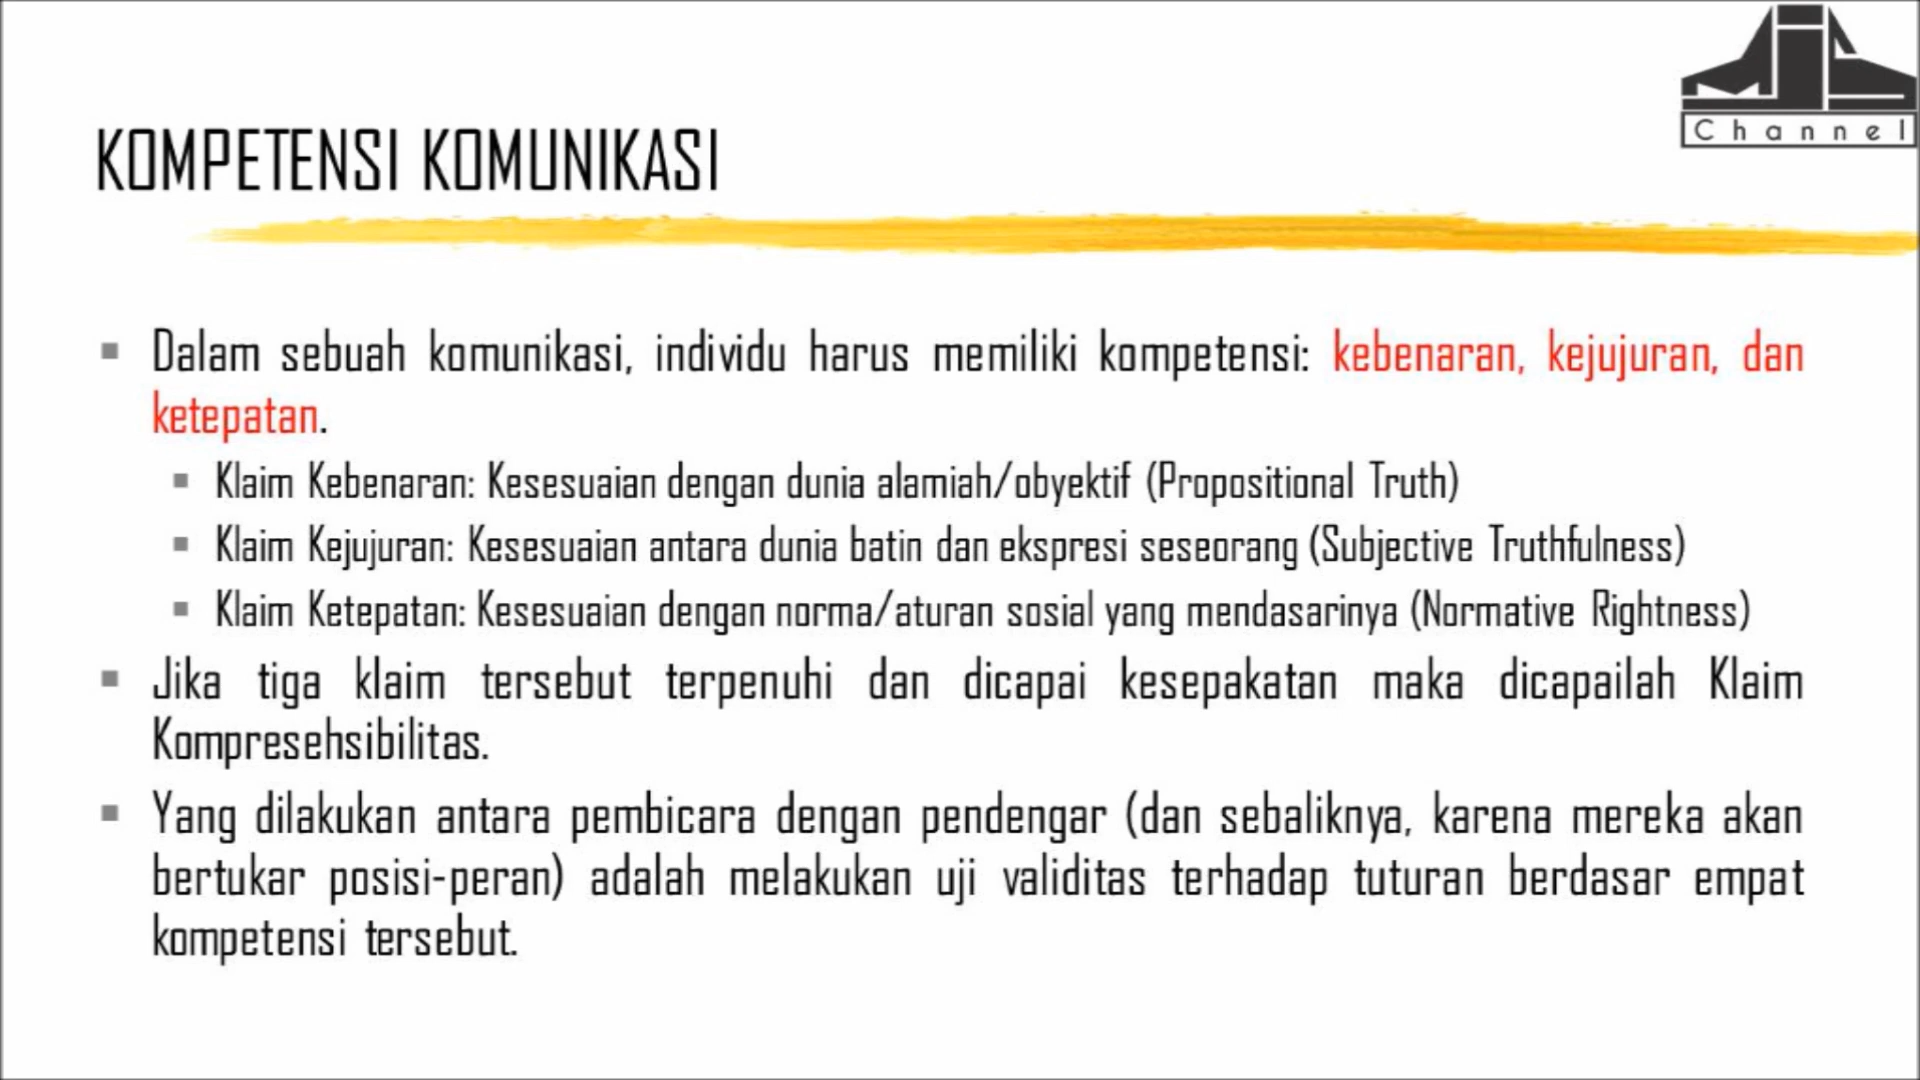 MJL
Channel
KOMPETENSI KOMUNIKASI
Dalam sebuah komunikasi, individu harus memiliki kompetensi: kebenaran, kejujuran, dan
ketepatan.
Klaim Kebenaran: Kesesuaian dengan dunia alamiah/obyektif (Propositional Truth)
Klaim Kejujuran: Kesesuaian antara dunia batin dan ekspresi seseorang (Subjective Truthfulness)
Klaim Ketepatan: Kesesuaian dengan norma/aturan sosial yang mendasarinya (Normative Rightness)
Jika tiga klaim tersebut terpenuhi dan dicapai kesepakatan maka dicapailah Klaim
Kompresehsibilitas.
Yang dilakukan antara pembicara dengan pendengar (dan sebaliknya, karena mereka akan
bertukar posisi-peran) adalah melakukan uji validitas terhadap tuturan berdasar empat
kompetensi tersebut.